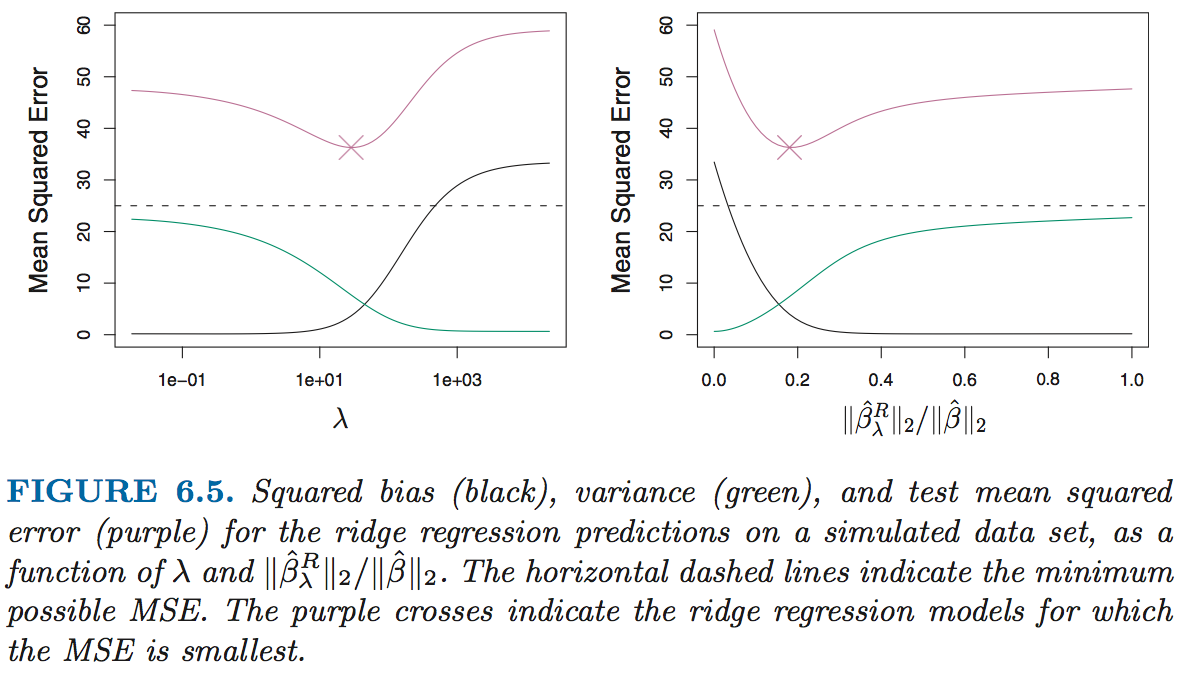 Mean Squared Error
0 10 20 30 40 50 60
1e−01 1e+01 1e+03
λ
Mean Squared Error
0 10 20 30 40 50 60
0.0 0.2 0.4 0.6 0.8 1.0
‖β̂λᴿ‖₂/‖β̂‖₂
FIGURE 6.5. Squared bias (black), variance (green), and test mean squared
error (purple) for the ridge regression predictions on a simulated data set, as a
function of λ and ‖β̂λᴿ‖₂/‖β̂‖₂. The horizontal dashed lines indicate the minimum
possible MSE. The purple crosses indicate the ridge regression models for which
the MSE is smallest.